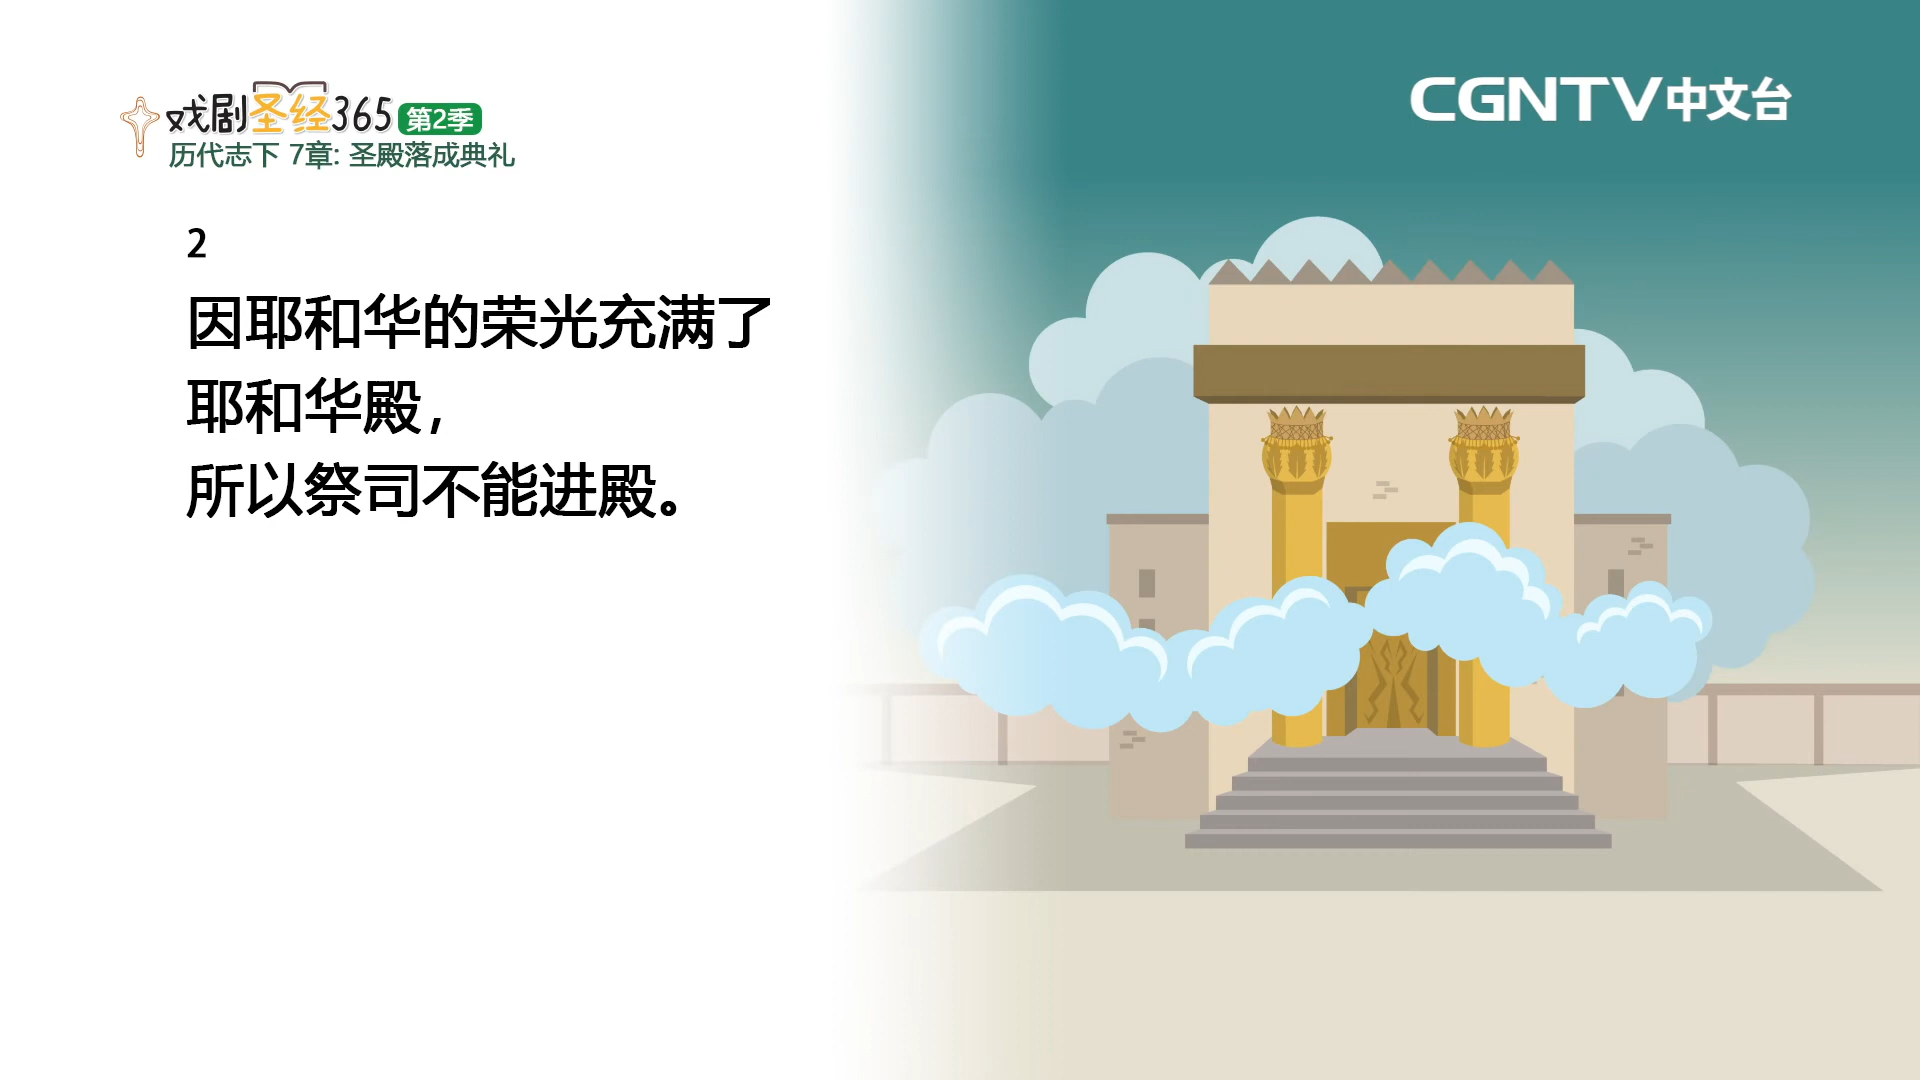 戏剧圣经365 第2季
CGNTV中文台
历代志下 7章: 圣殿落成典礼
2
因耶和华的荣光充满了
耶和华殿，
所以祭司不能进殿。